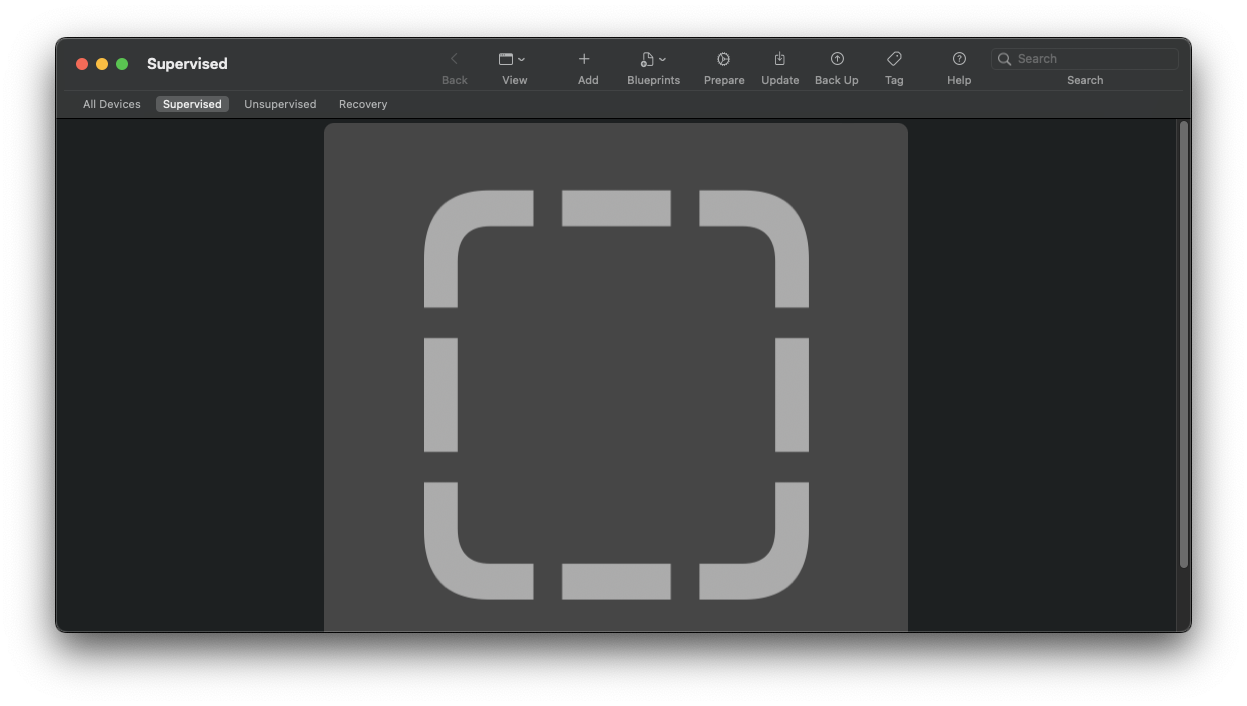 Supervised
Back View Add Blueprints Prepare Update Back Up Tag Help Search
Search
All Devices Supervised Unsupervised Recovery